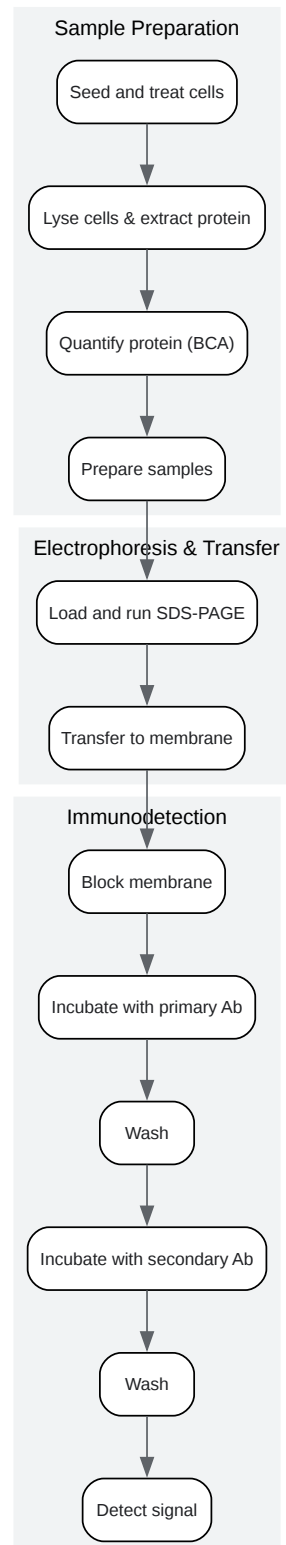 Sample Preparation
Seed and treat cells
Lyse cells & extract protein
Quantify protein (BCA)
Prepare samples
Electrophoresis & Transfer
Load and run SDS-PAGE
Transfer to membrane
Immunodetection
Block membrane
Incubate with primary Ab
Wash
Incubate with secondary Ab
Wash
Detect signal